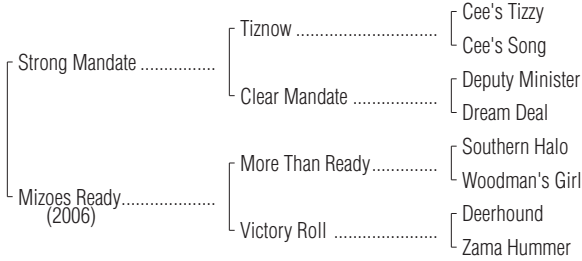 Cee's Tizzy
Tiznow ........................................
Cee's Song
Strong Mandate ................
Deputy Minister
Clear Mandate ..................
Dream Deal
Southern Halo
More Than Ready..............
Woodman's Girl
Mizoes Ready....................
(2006)
Deerhound
Victory Roll ......................
Zama Hummer